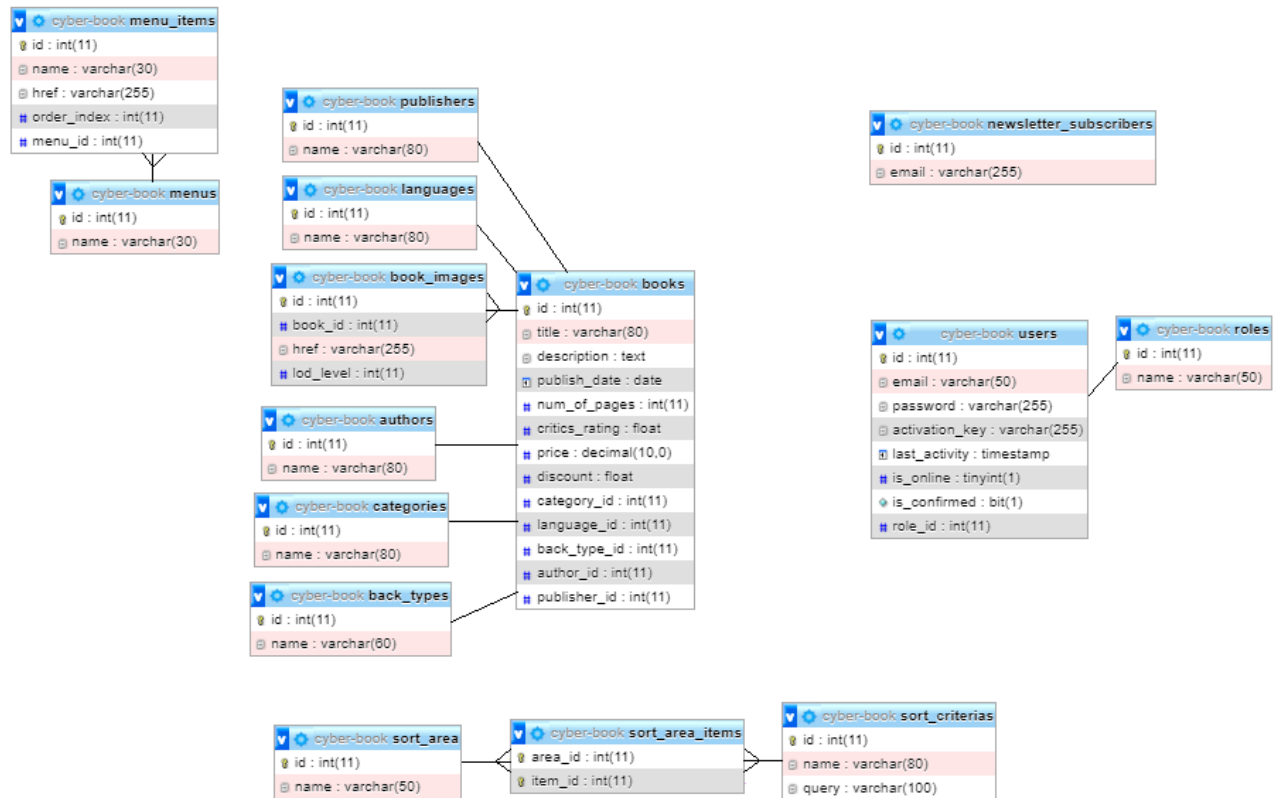 cyber-book menu_items
id : int(11)
name : varchar(30)
href : varchar(255)
# order_index : int(11)
# menu_id : int(11)
cyber-book menus
id : int(11)
name : varchar(30)
cyber-book publishers
id : int(11)
name : varchar(80)
cyber-book languages
id : int(11)
name : varchar(80)
cyber-book book_images
id : int(11)
# book_id : int(11)
href : varchar(255)
# lod_level : int(11)
cyber-book authors
id : int(11)
name : varchar(80)
cyber-book categories
id : int(11)
name : varchar(80)
cyber-book back_types
id : int(11)
name : varchar(60)
cyber-book books
id : int(11)
title : varchar(80)
description : text
publish_date : date
# num_of_pages : int(11)
# critics_rating : float
# price : decimal(10,0)
# discount : float
# category_id : int(11)
# language_id : int(11)
# back_type_id : int(11)
# author_id : int(11)
# publisher_id : int(11)
cyber-book newsletter_subscribers
id : int(11)
email : varchar(255)
cyber-book users
id : int(11)
email : varchar(50)
password : varchar(255)
activation_key : varchar(255)
last_activity : timestamp
# is_online : tinyint(1)
is_confirmed : bit(1)
# role_id : int(11)
cyber-book roles
id : int(11)
name : varchar(50)
cyber-book sort_area
id : int(11)
name : varchar(50)
cyber-book sort_area_items
area_id : int(11)
item_id : int(11)
cyber-book sort_criterias
id : int(11)
name : varchar(80)
query : varchar(100)